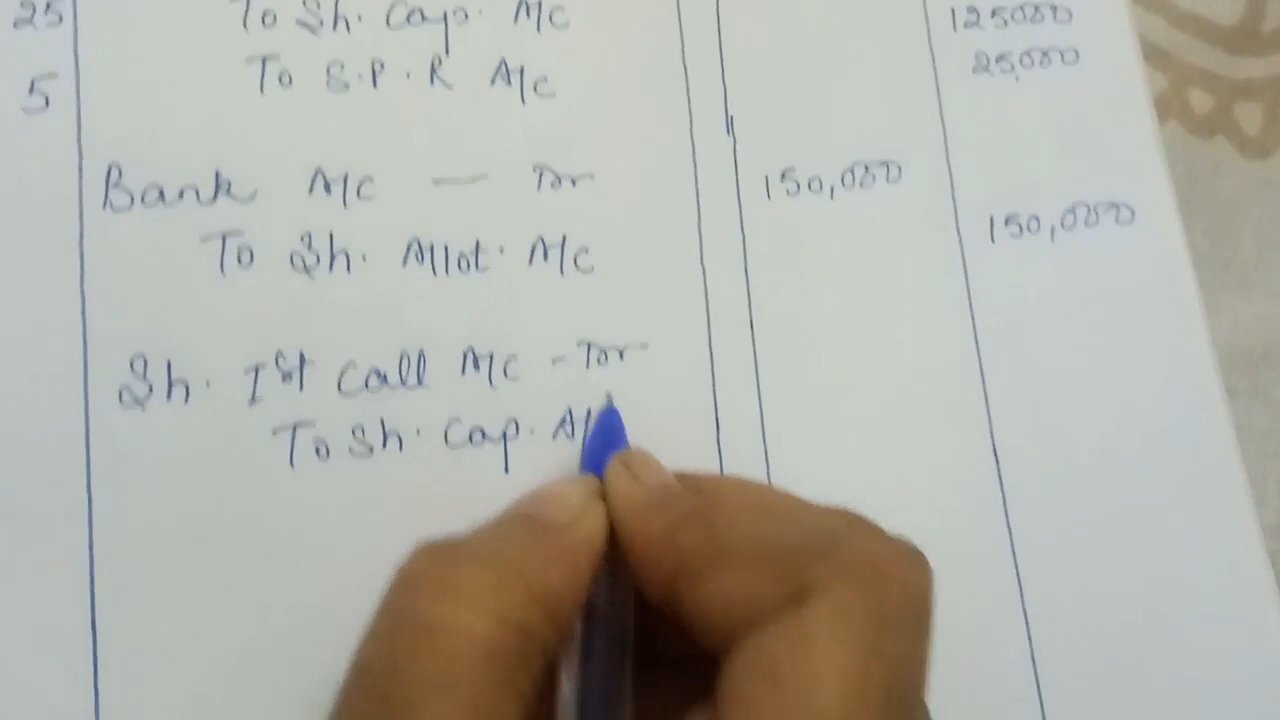 25 To Sh. Cap. A/c 125000
5 To S.P.R A/c 25,000
Bank A/c — Dr 150,000
To Sh. Allot. A/c 150,000
Sh. Ist Call A/c - Dr
To Sh. Cap. A/